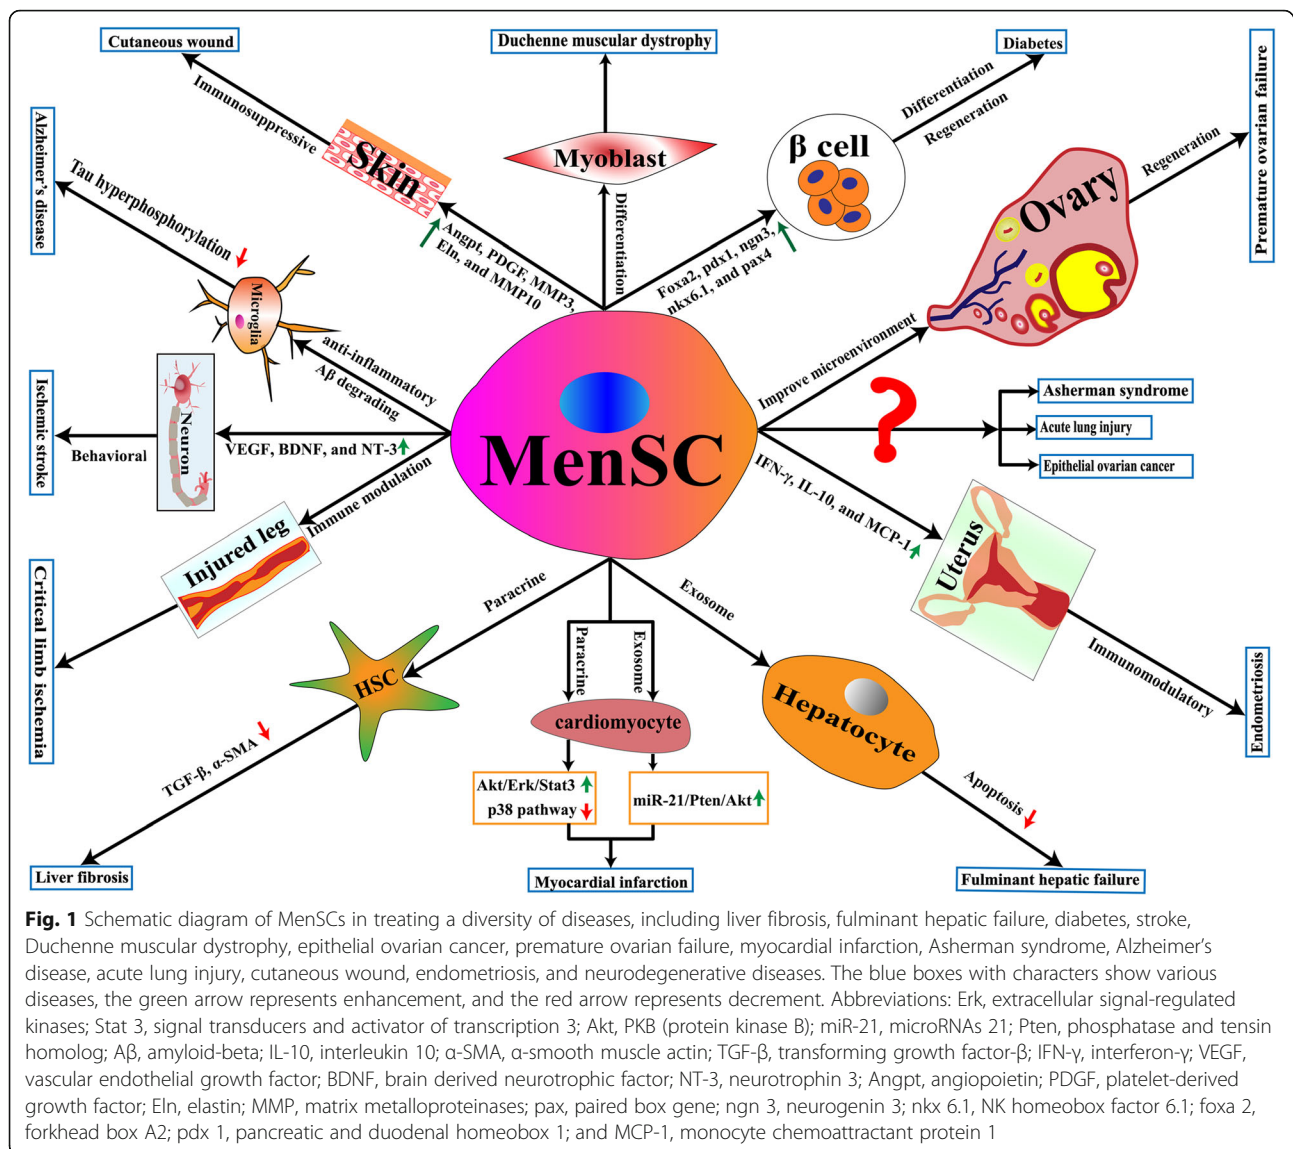 Cutaneous wound
Duchenne muscular dystrophy
Diabetes
Premature ovarian failure
Alzheimer's disease
Immunosuppressive
Skin
Myoblast
β cell
Differentiation
Regeneration
Regeneration
Ovary
Tau hyperphosphorylation
Microglia
Angpt, PDGF, MMP3,
Eln, and MMP10
Differentiation
Foxa2, pdx1, ngn3,
nkx6.1, and pax4
Improve microenvironment
anti-inflammatory
Aβ degrading
Ischemic stroke
Behavioral
Neuron
VEGF, BDNF, and NT-3
MenSC
?
Asherman syndrome
Acute lung injury
Epithelial ovarian cancer
Immune modulation
IFN-γ, IL-10, and MCP-1
Injured leg
Uterus
Critical limb ischemia
Paracrine
Exosome
Paracrine
Exosome
Immunomodulatory
Endometriosis
HSC
cardiomyocyte
Hepatocyte
TGF-β, α-SMA
Akt/Erk/Stat3
p38 pathway
miR-21/Pten/Akt
Apoptosis
Liver fibrosis
Myocardial infarction
Fulminant hepatic failure
Fig. 1 Schematic diagram of MenSCs in treating a diversity of diseases, including liver fibrosis, fulminant hepatic failure, diabetes, stroke,
Duchenne muscular dystrophy, epithelial ovarian cancer, premature ovarian failure, myocardial infarction, Asherman syndrome, Alzheimer's
disease, acute lung injury, cutaneous wound, endometriosis, and neurodegenerative diseases. The blue boxes with characters show various
diseases, the green arrow represents enhancement, and the red arrow represents decrement. Abbreviations: Erk, extracellular signal-regulated
kinases; Stat 3, signal transducers and activator of transcription 3; Akt, PKB (protein kinase B); miR-21, microRNAs 21; Pten, phosphatase and tensin
homolog; Aβ, amyloid-beta; IL-10, interleukin 10; α-SMA, α-smooth muscle actin; TGF-β, transforming growth factor-β; IFN-γ, interferon-γ; VEGF,
vascular endothelial growth factor; BDNF, brain derived neurotrophic factor; NT-3, neurotrophin 3; Angpt, angiopoietin; PDGF, platelet-derived
growth factor; Eln, elastin; MMP, matrix metalloproteinases; pax, paired box gene; ngn 3, neurogenin 3; nkx 6.1, NK homeobox factor 6.1; foxa 2,
forkhead box A2; pdx 1, pancreatic and duodenal homeobox 1; and MCP-1, monocyte chemoattractant protein 1